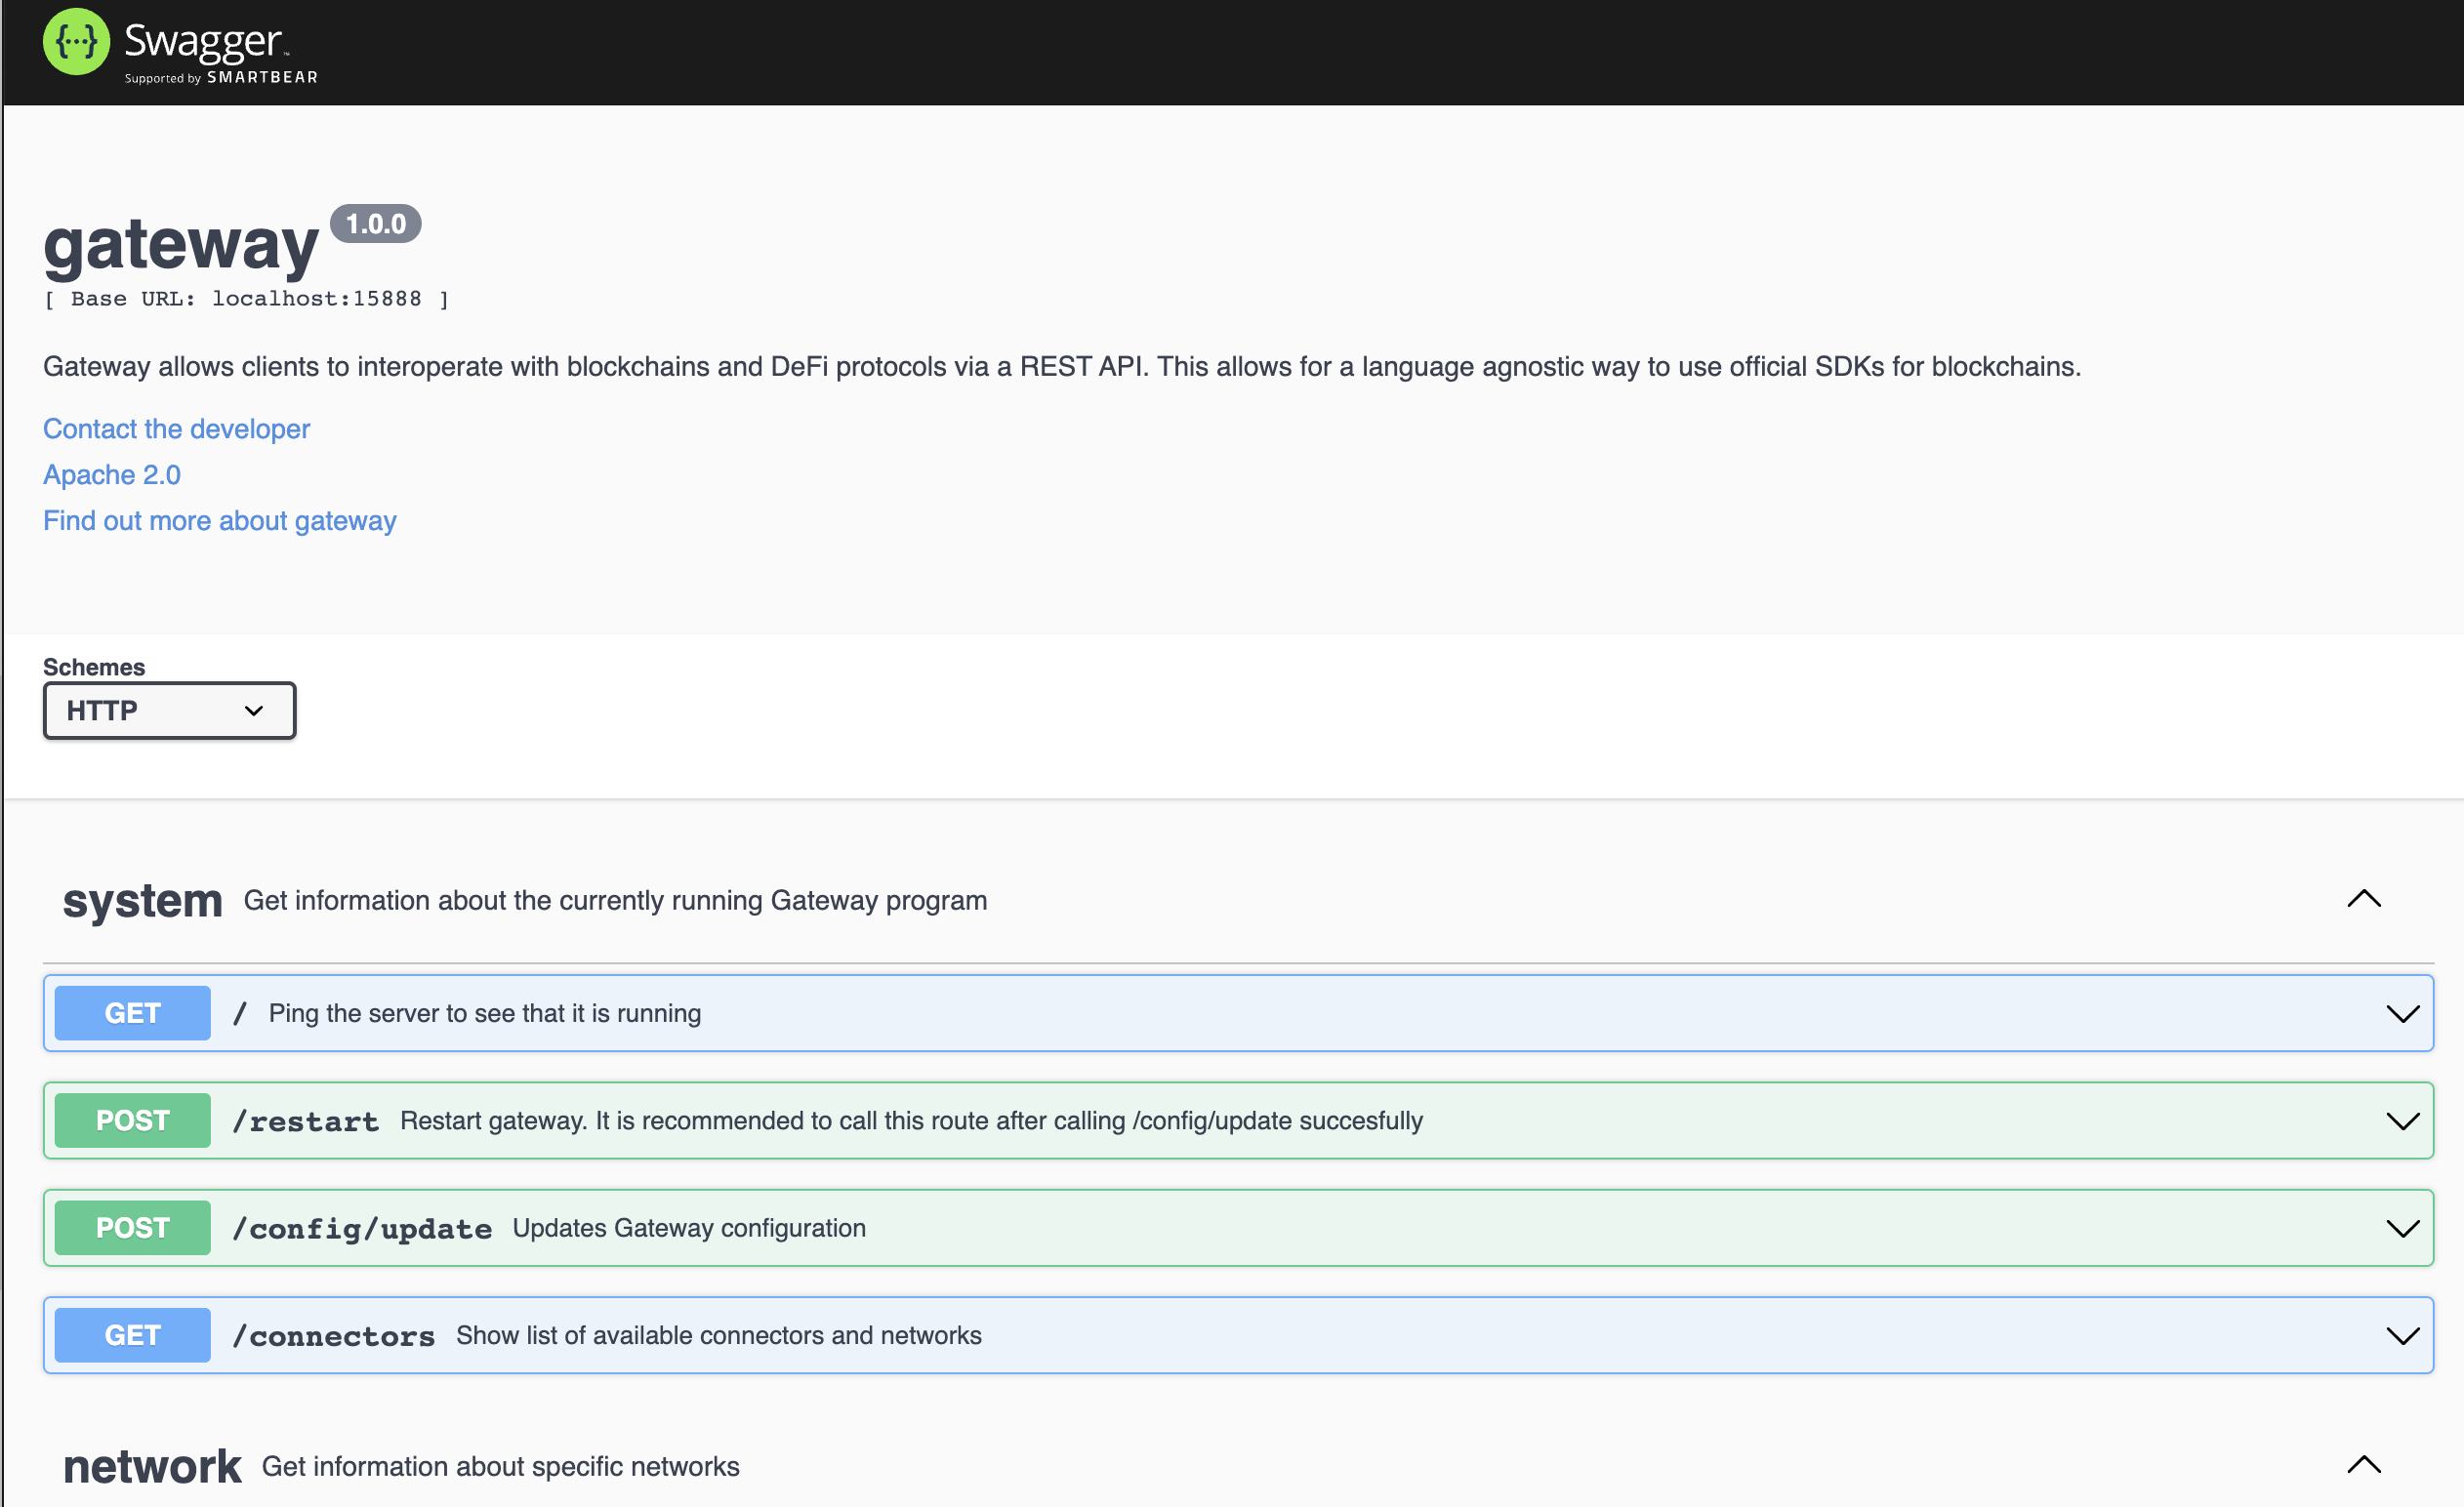 {···} Swagger™
Supported by SMARTBEAR
gateway 1.0.0
[ Base URL: localhost:15888 ]
Gateway allows clients to interoperate with blockchains and DeFi protocols via a REST API. This allows for a language agnostic way to use official SDKs for blockchains.
Contact the developer
Apache 2.0
Find out more about gateway
Schemes
HTTP
system Get information about the currently running Gateway program
GET / Ping the server to see that it is running
POST /restart Restart gateway. It is recommended to call this route after calling /config/update succesfully
POST /config/update Updates Gateway configuration
GET /connectors Show list of available connectors and networks
network Get information about specific networks